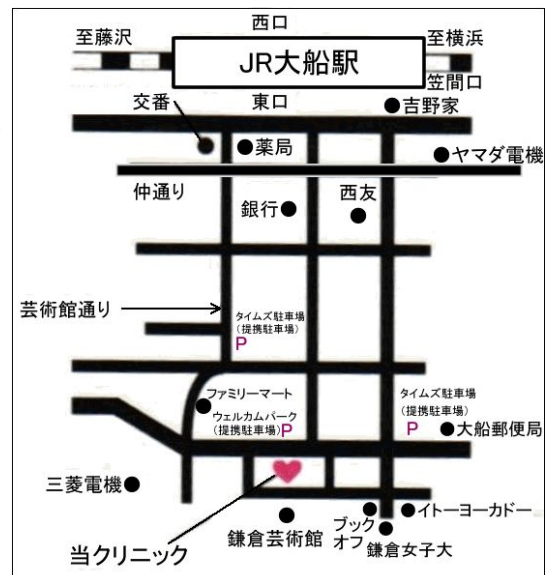 西口
至藤沢
JR大船駅
至横浜
笠間口
交番
東口
吉野家
薬局
ヤマダ電機
仲通り
銀行
西友
芸術館通り
タイムズ駐車場
(提携駐車場)
P
ファミリーマート
ウェルカムパーク
(提携駐車場)P
タイムズ駐車場
(提携駐車場)
P
大船郵便局
三菱電機
当クリニック
鎌倉芸術館
ブック
オフ
イトーヨーカドー
鎌倉女子大